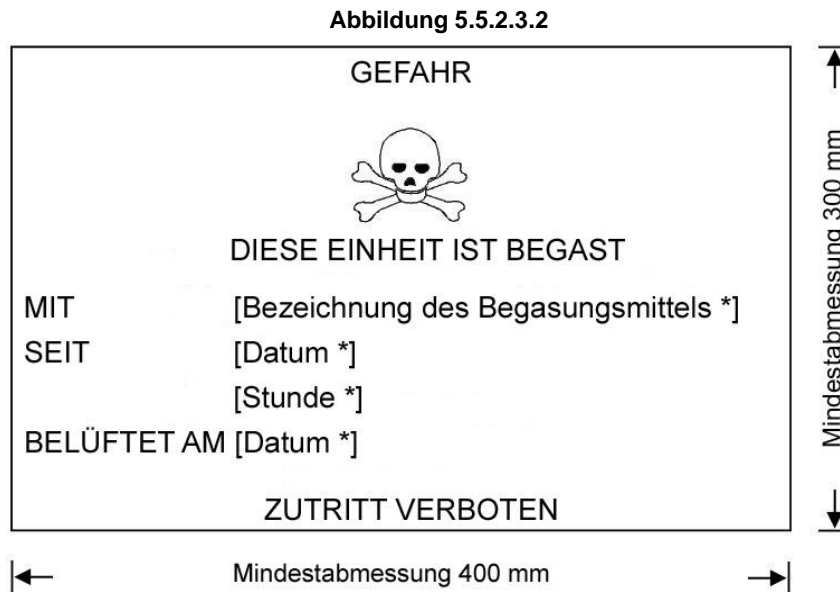 Abbildung 5.5.2.3.2
GEFAHR
DIESE EINHEIT IST BEGAST
MIT [Bezeichnung des Begasungsmittels *]
SEIT [Datum *]
[Stunde *]
BELÜFTET AM [Datum *]
ZUTRITT VERBOTEN
Mindestabmessung 400 mm
Mindestabmessung 300 mm